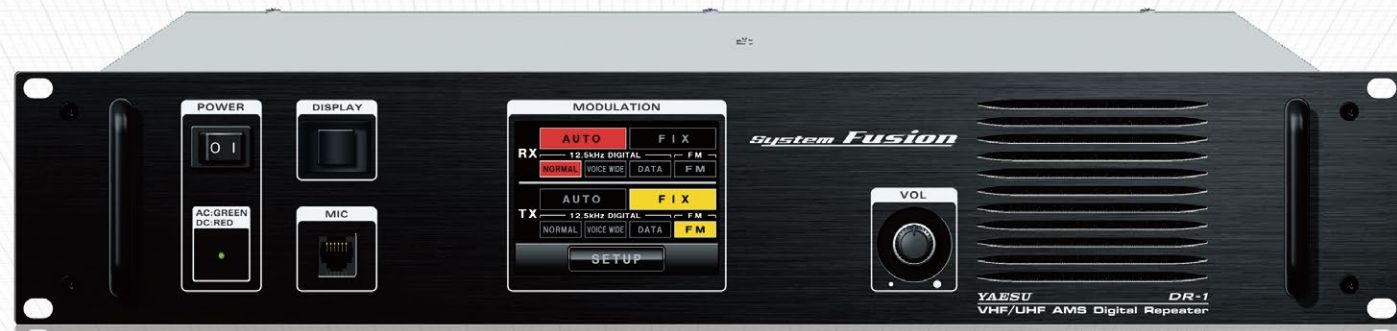 POWER
O I
AC:GREEN
DC:RED
DISPLAY
MIC
MODULATION
AUTO FIX
RX 12.5kHz DIGITAL FM
NORMAL VOICE WIDE DATA FM
AUTO FIX
TX 12.5kHz DIGITAL FM
NORMAL VOICE WIDE DATA FM
SETUP
System Fusion
VOL
YAESU DR-1
VHF/UHF AMS Digital Repeater